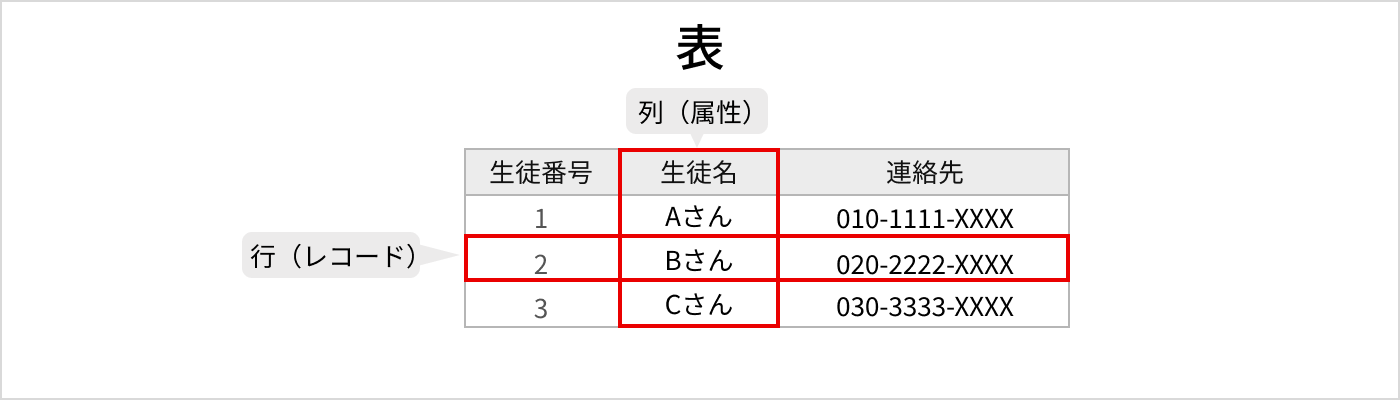 表
列（属性）
生徒番号 生徒名 連絡先
1 Aさん 010-1111-XXXX
行（レコード）
2 Bさん 020-2222-XXXX
3 Cさん 030-3333-XXXX